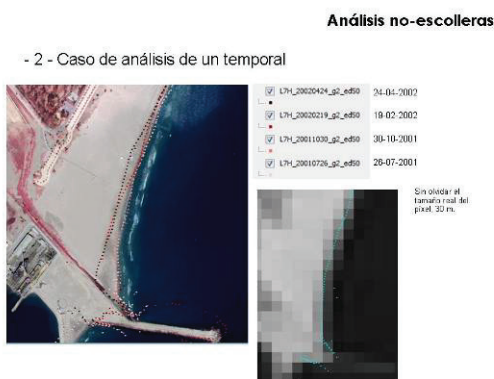 Análisis no-escolleras
- 2 - Caso de análisis de un temporal
L7H_20020424_g2_ed50 24-04-2002
L7H_20020219_g2_ed50 19-02-2002
L7H_20011030_g2_ed50 30-10-2001
L7H_20010726_g2_ed50 26-07-2001
Sin olvidar el
tamaño real del
píxel, 30 m.